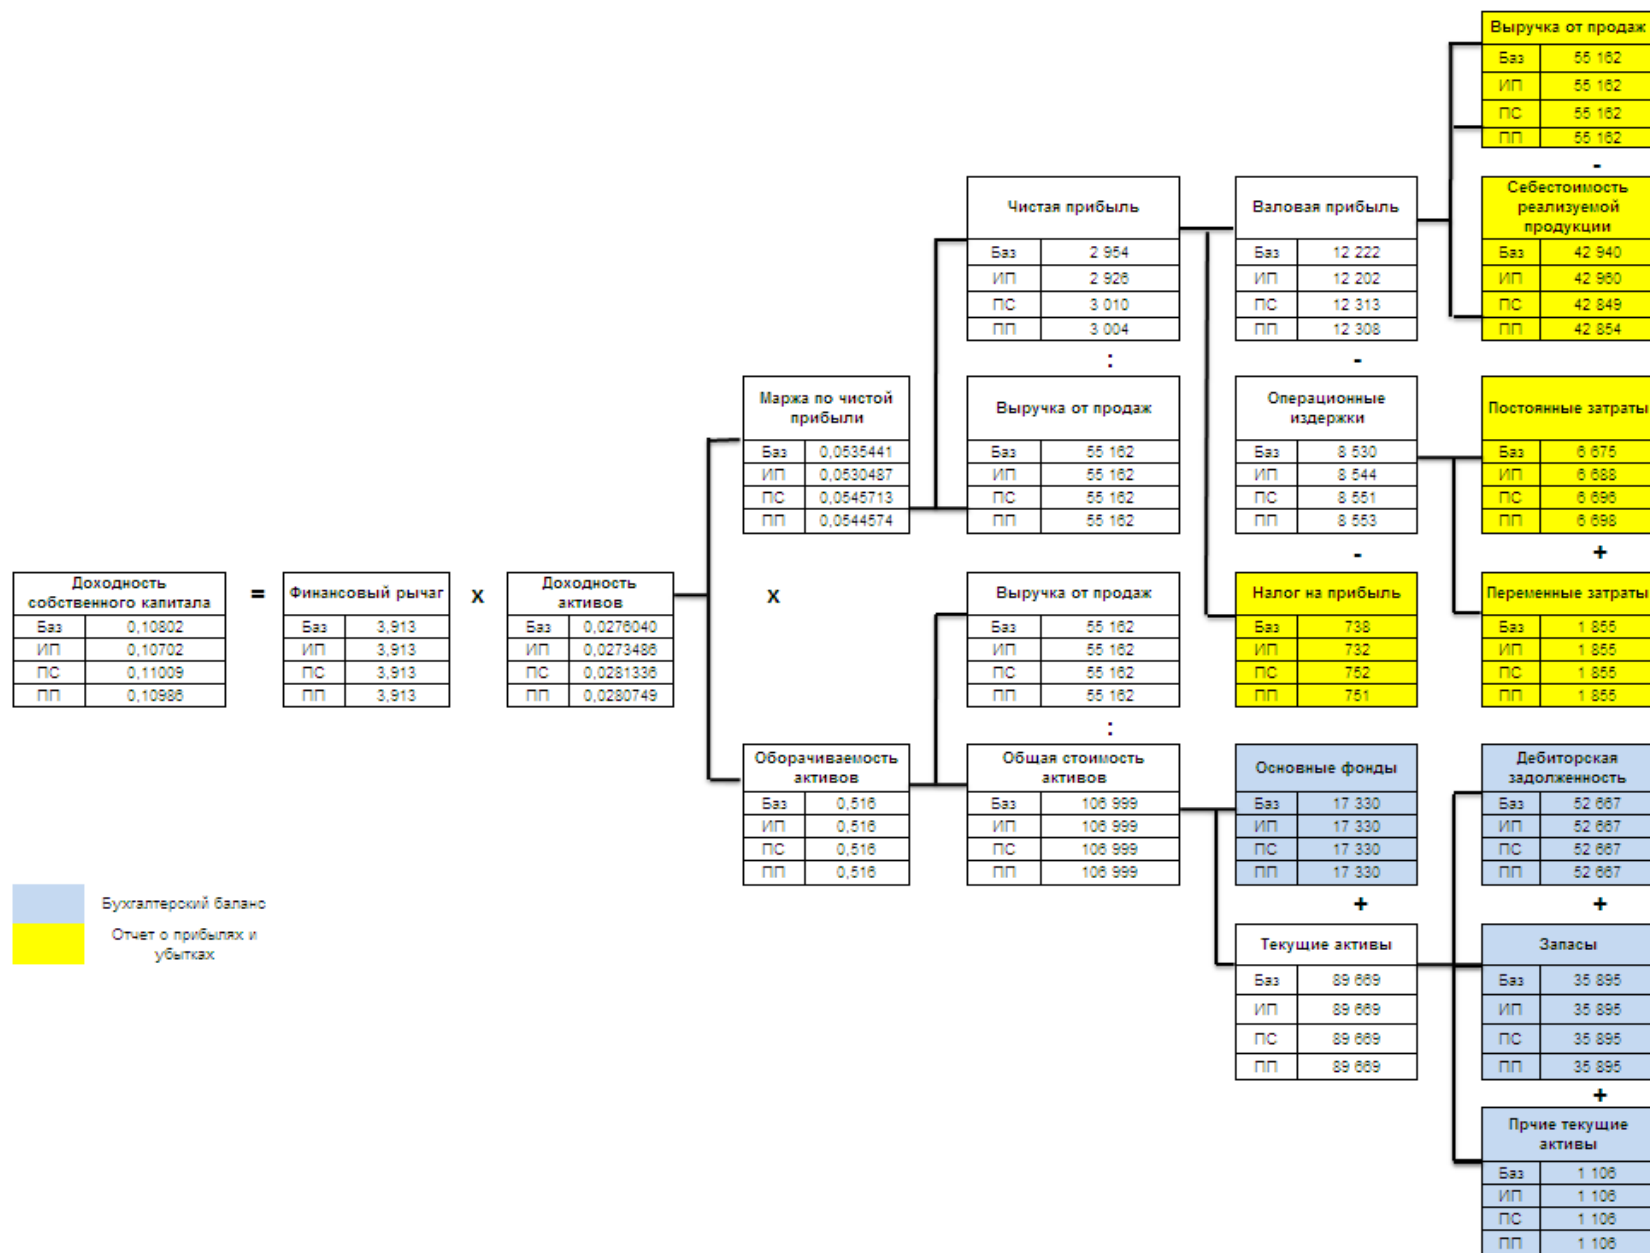 Выручка от продаж
Баз 55 162
ИП 55 162
ПС 55 162
ПП 55 162
-
Чистая прибыль
Баз 2 954
ИП 2 926
ПС 3 010
ПП 3 004
:
Валовая прибыль
Баз 12 222
ИП 12 202
ПС 12 313
ПП 12 308
-
Себестоимость
реализуемой
продукции
Баз 42 940
ИП 42 960
ПС 42 849
ПП 42 854
Маржа по чистой
прибыли
Баз 0,0535441
ИП 0,0530487
ПС 0,0545713
ПП 0,0544574
Выручка от продаж
Баз 55 162
ИП 55 162
ПС 55 162
ПП 55 162
Операционные
издержки
Баз 8 530
ИП 8 544
ПС 8 551
ПП 8 553
-
Постоянные затраты
Баз 6 675
ИП 6 688
ПС 6 696
ПП 6 698
+
Доходность
собственного капитала
Баз 0,10802
ИП 0,10702
ПС 0,11009
ПП 0,10986
=
Финансовый рычаг
Баз 3,913
ИП 3,913
ПС 3,913
ПП 3,913
x
Доходность
активов
Баз 0,0276040
ИП 0,0273486
ПС 0,0281336
ПП 0,0280749
x
Выручка от продаж
Баз 55 162
ИП 55 162
ПС 55 162
ПП 55 162
:
Налог на прибыль
Баз 738
ИП 732
ПС 752
ПП 751
Переменные затраты
Баз 1 855
ИП 1 855
ПС 1 855
ПП 1 855
Оборачиваемость
активов
Баз 0,516
ИП 0,516
ПС 0,516
ПП 0,516
Общая стоимость
активов
Баз 106 999
ИП 106 999
ПС 106 999
ПП 106 999
Основные фонды
Баз 17 330
ИП 17 330
ПС 17 330
ПП 17 330
+
Дебиторская
задолженность
Баз 52 667
ИП 52 667
ПС 52 667
ПП 52 667
+
Бухгалтерский баланс
Отчет о прибылях и
убытках
Текущие активы
Баз 89 669
ИП 89 669
ПС 89 669
ПП 89 669
Запасы
Баз 35 895
ИП 35 895
ПС 35 895
ПП 35 895
+
Прчие текущие
активы
Баз 1 106
ИП 1 106
ПС 1 106
ПП 1 106